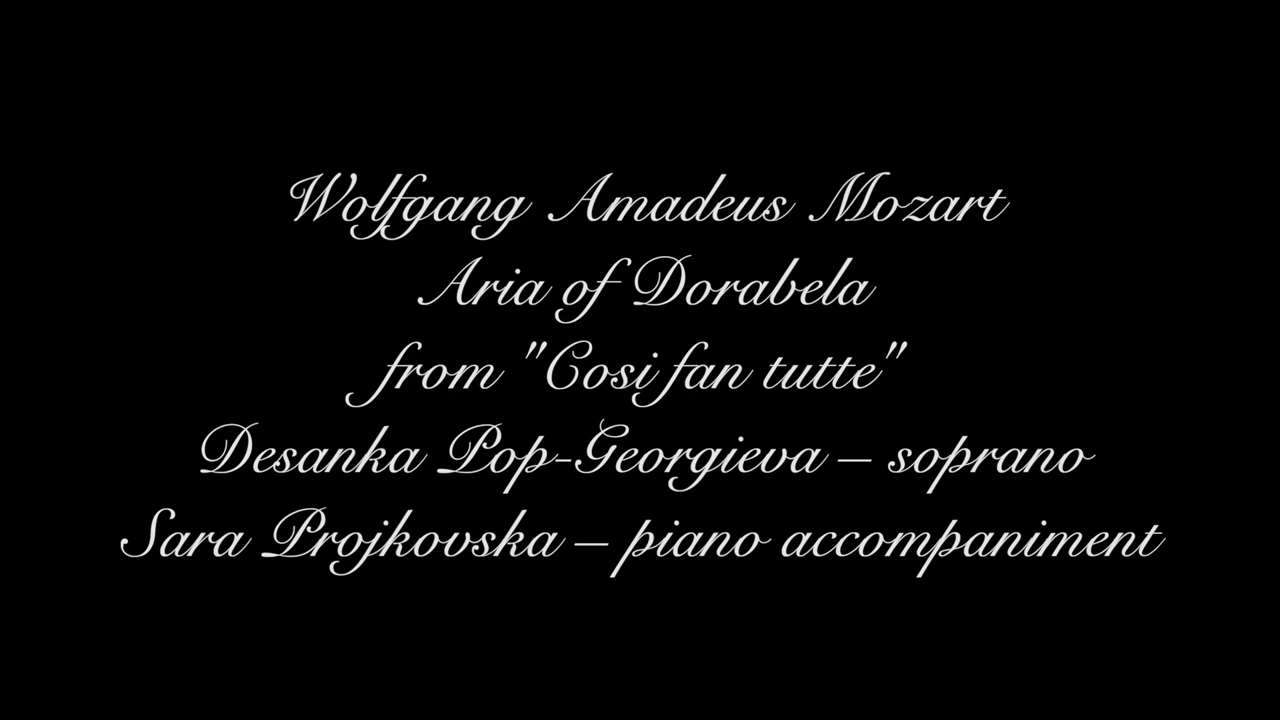 Wolfgang Amadeus Mozart
Aria of Dorabela
from "Cosi fan tutte"
Desanka Pop-Georgieva – soprano
Sara Projkovska – piano accompaniment